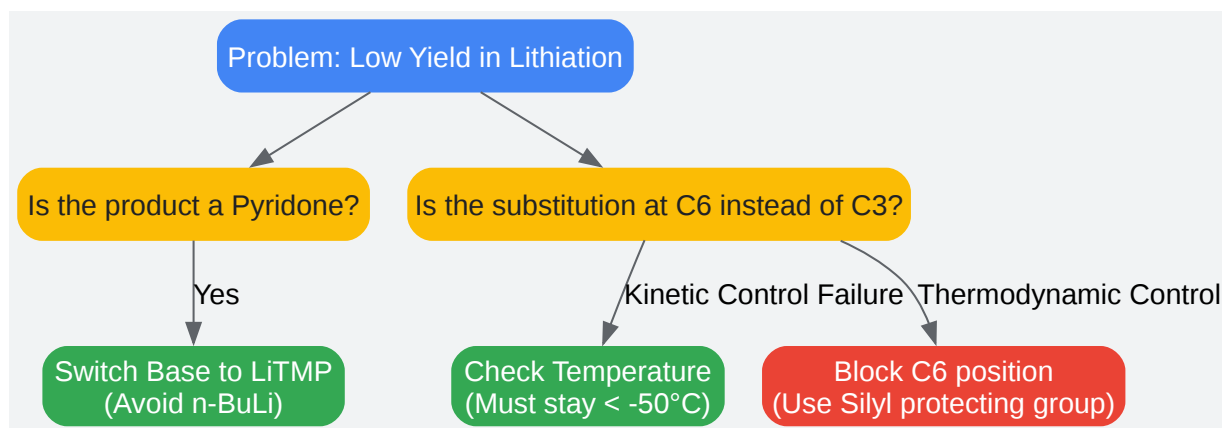 Problem: Low Yield in Lithiation
Is the product a Pyridone?
Is the substitution at C6 instead of C3?
Yes
Kinetic Control Failure
Thermodynamic Control
Switch Base to LiTMP
(Avoid n-BuLi)
Check Temperature
(Must stay < -50°C)
Block C6 position
(Use Silyl protecting group)